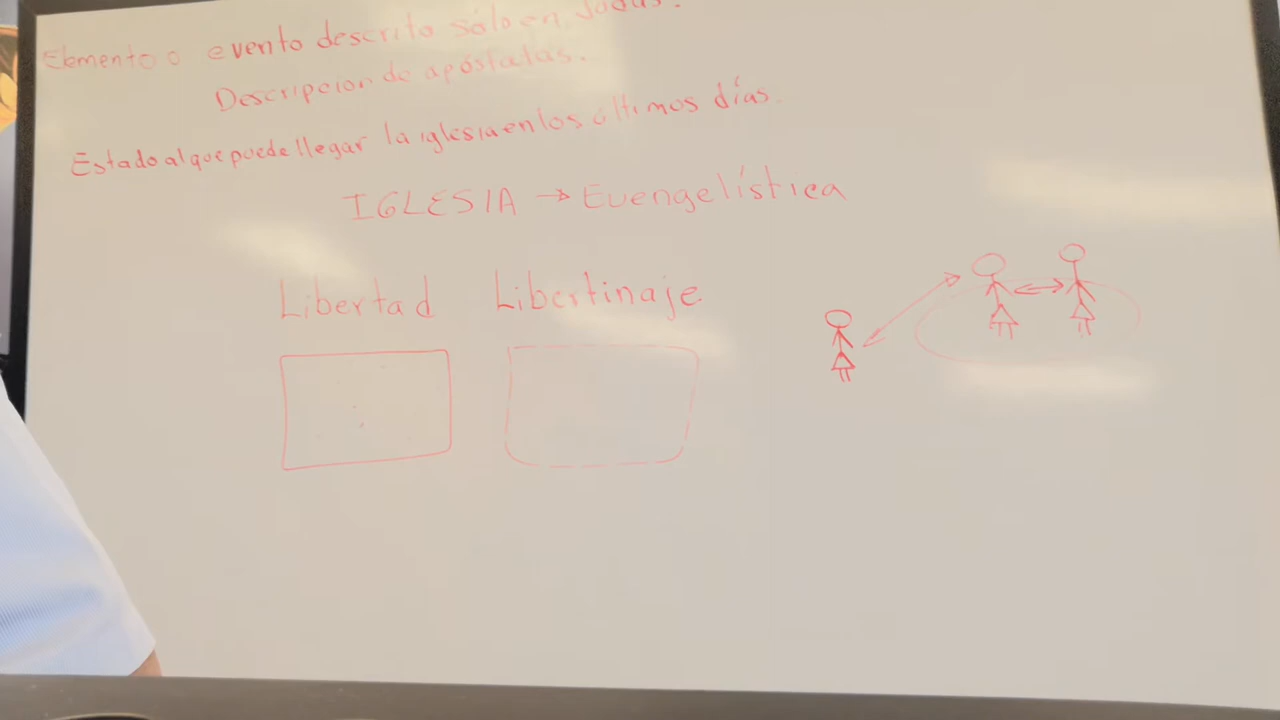 Elemento o evento descrito sólo en Judas.
Descripcion de apóstatas.
Estado al que puede llegar la iglesia en los últimos días.
IGLESIA → Evengelística
Libertad Libertinaje.